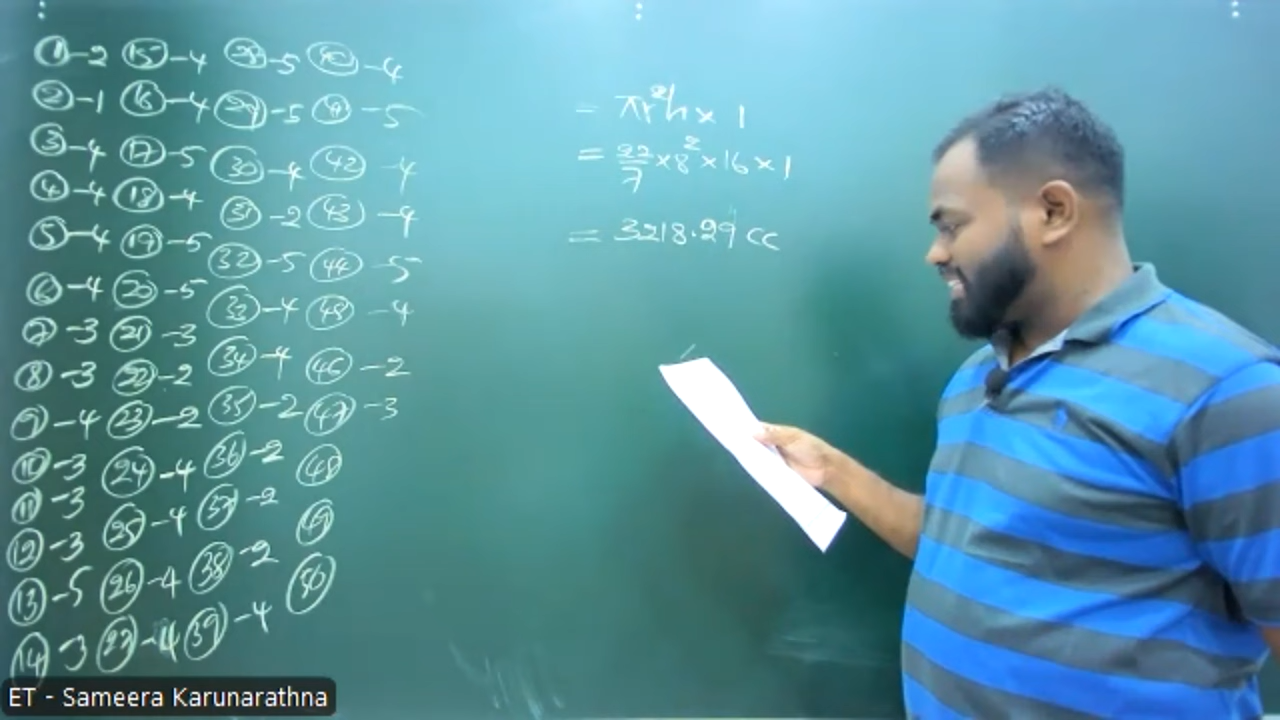 ① - 2 ⑮ - 4 ㉘ - 5 ㊵ - 4
② - 1 ⑯ - 4 ㉙ - 5 ㊶ - 5
③ - 4 ⑰ - 5 ㉚ - 4 ㊷ - 4
④ - 4 ⑱ - 4 ㉛ - 2 ㊸ - 4
⑤ - 4 ⑲ - 5 ㉜ - 5 ㊹ - 5
⑥ - 4 ⑳ - 5 ㉝ - 4 ㊺ - 4
⑦ - 3 ㉑ - 3 ㉞ - 4 ㊻ - 2
⑧ - 3 ㉒ - 2 ㉟ - 2 ㊼ - 3
⑨ - 4 ㉓ - 2 ㊱ - 2 ㊽
⑩ - 3 ㉔ - 4 ㊲ - 2 ㊾
⑪ - 3 ㉕ - 4 ㊳ - 2 ㊿
⑫ - 3 ㉖ - 4 ㊴ - 4
⑬ - 5 ㉗ - 4
⑭ - 3
= πr²h × 1
= 22/7 × 8² × 16 × 1
= 3218.29 cc
ET - Sameera Karunarathna